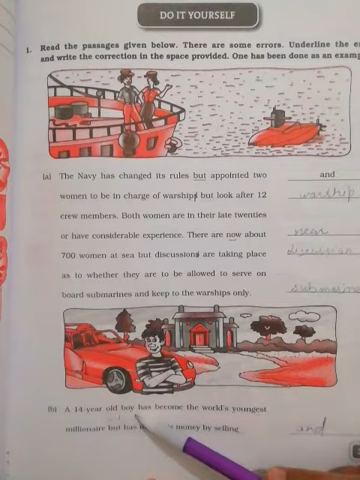 DO IT YOURSELF
1. Read the passages given below. There are some errors. Underline the
and write the correction in the space provided. One has been done as an
(a) The Navy has changed its rules but appointed two and
women to be in charge of warships but look after 12 warship
crew members. Both women are in their late twenties
or have considerable experience. There are now about near
700 women at sea but discussions are taking place discussion
as to whether they are to be allowed to serve on
board submarines and keep to the warships only. submarine
(b) A 14-year old boy has become the world's youngest
millionaire but has money by selling and